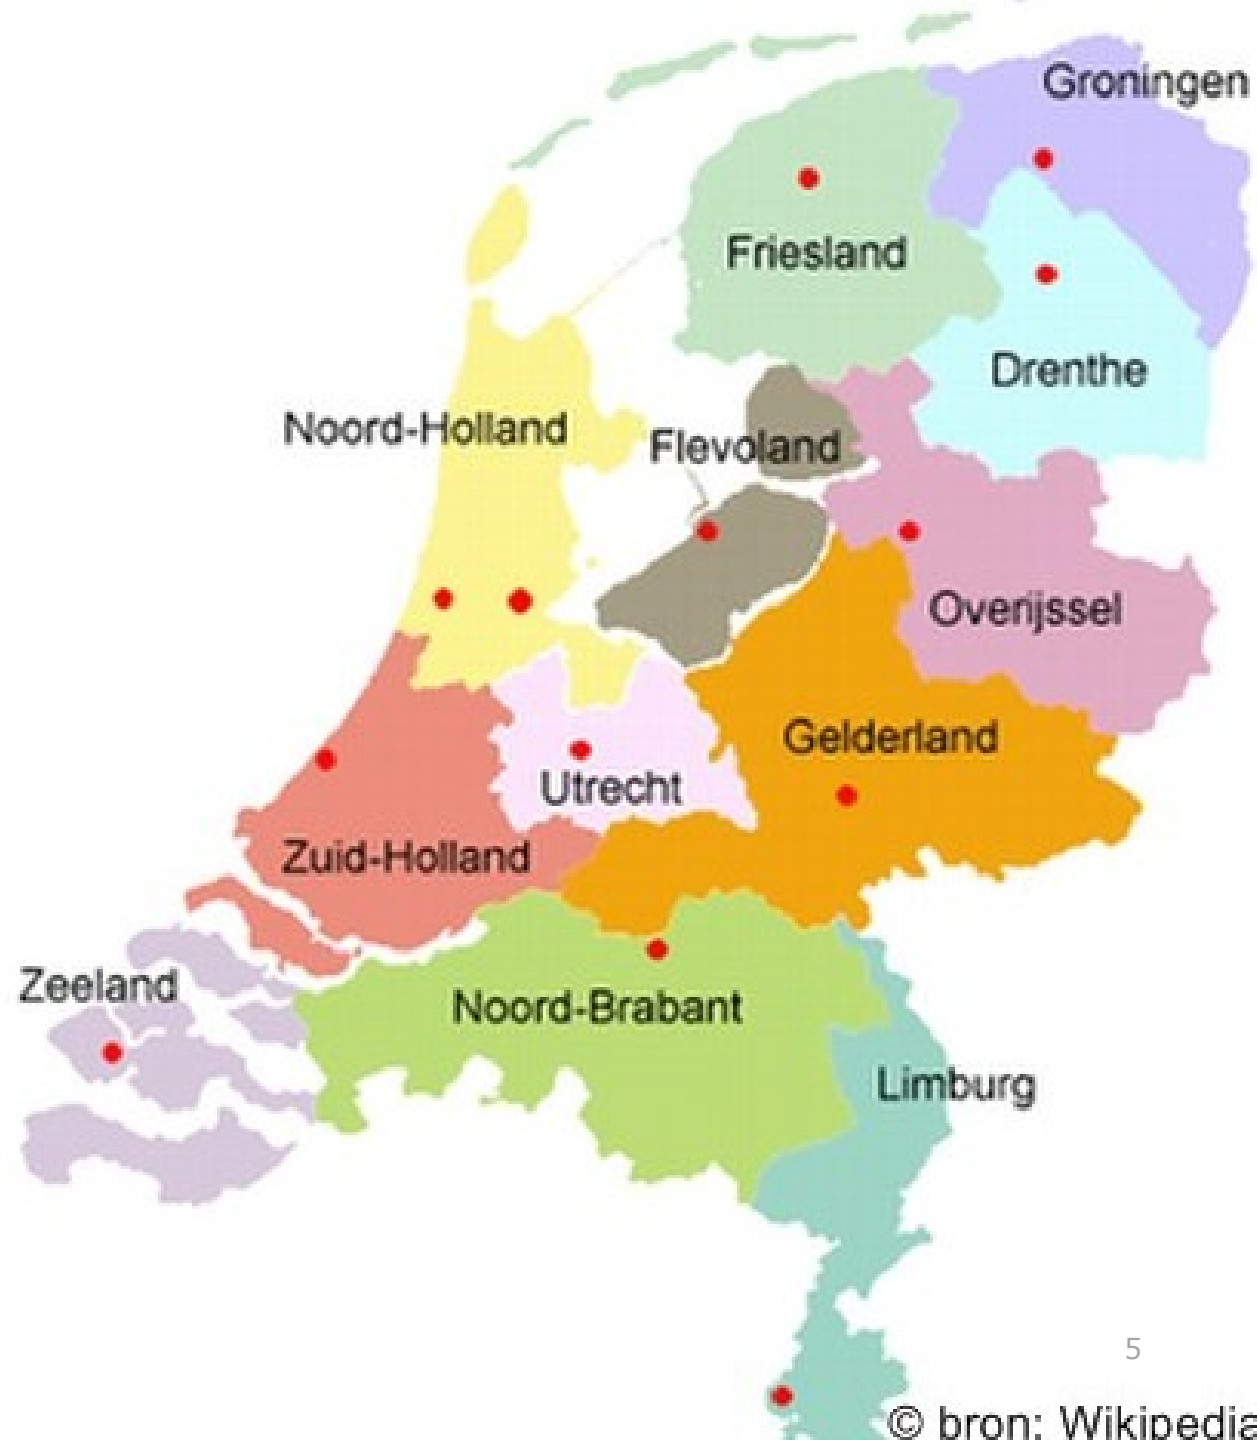 Groningen
Friesland
Drenthe
Noord-Holland
Flevoland
Overijssel
Gelderland
Utrecht
Zuid-Holland
Zeeland
Noord-Brabant
Limburg
5
© bron: Wikipedia